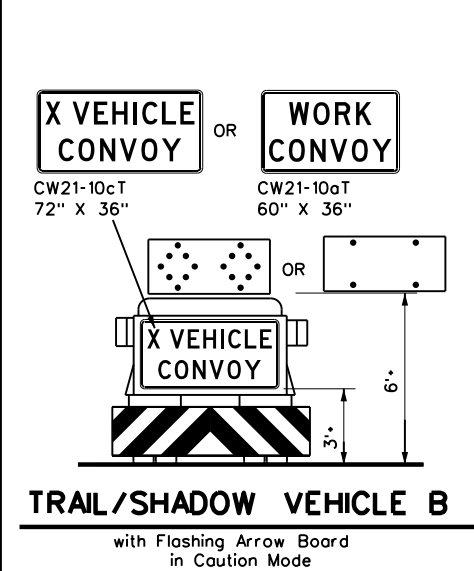 X VEHICLE
CONVOY
OR
WORK
CONVOY
CW21-10cT
72" X 36"
CW21-10aT
60" X 36"
OR
X VEHICLE
CONVOY
6'+
3'+
TRAIL/SHADOW VEHICLE B
with Flashing Arrow Board
in Caution Mode